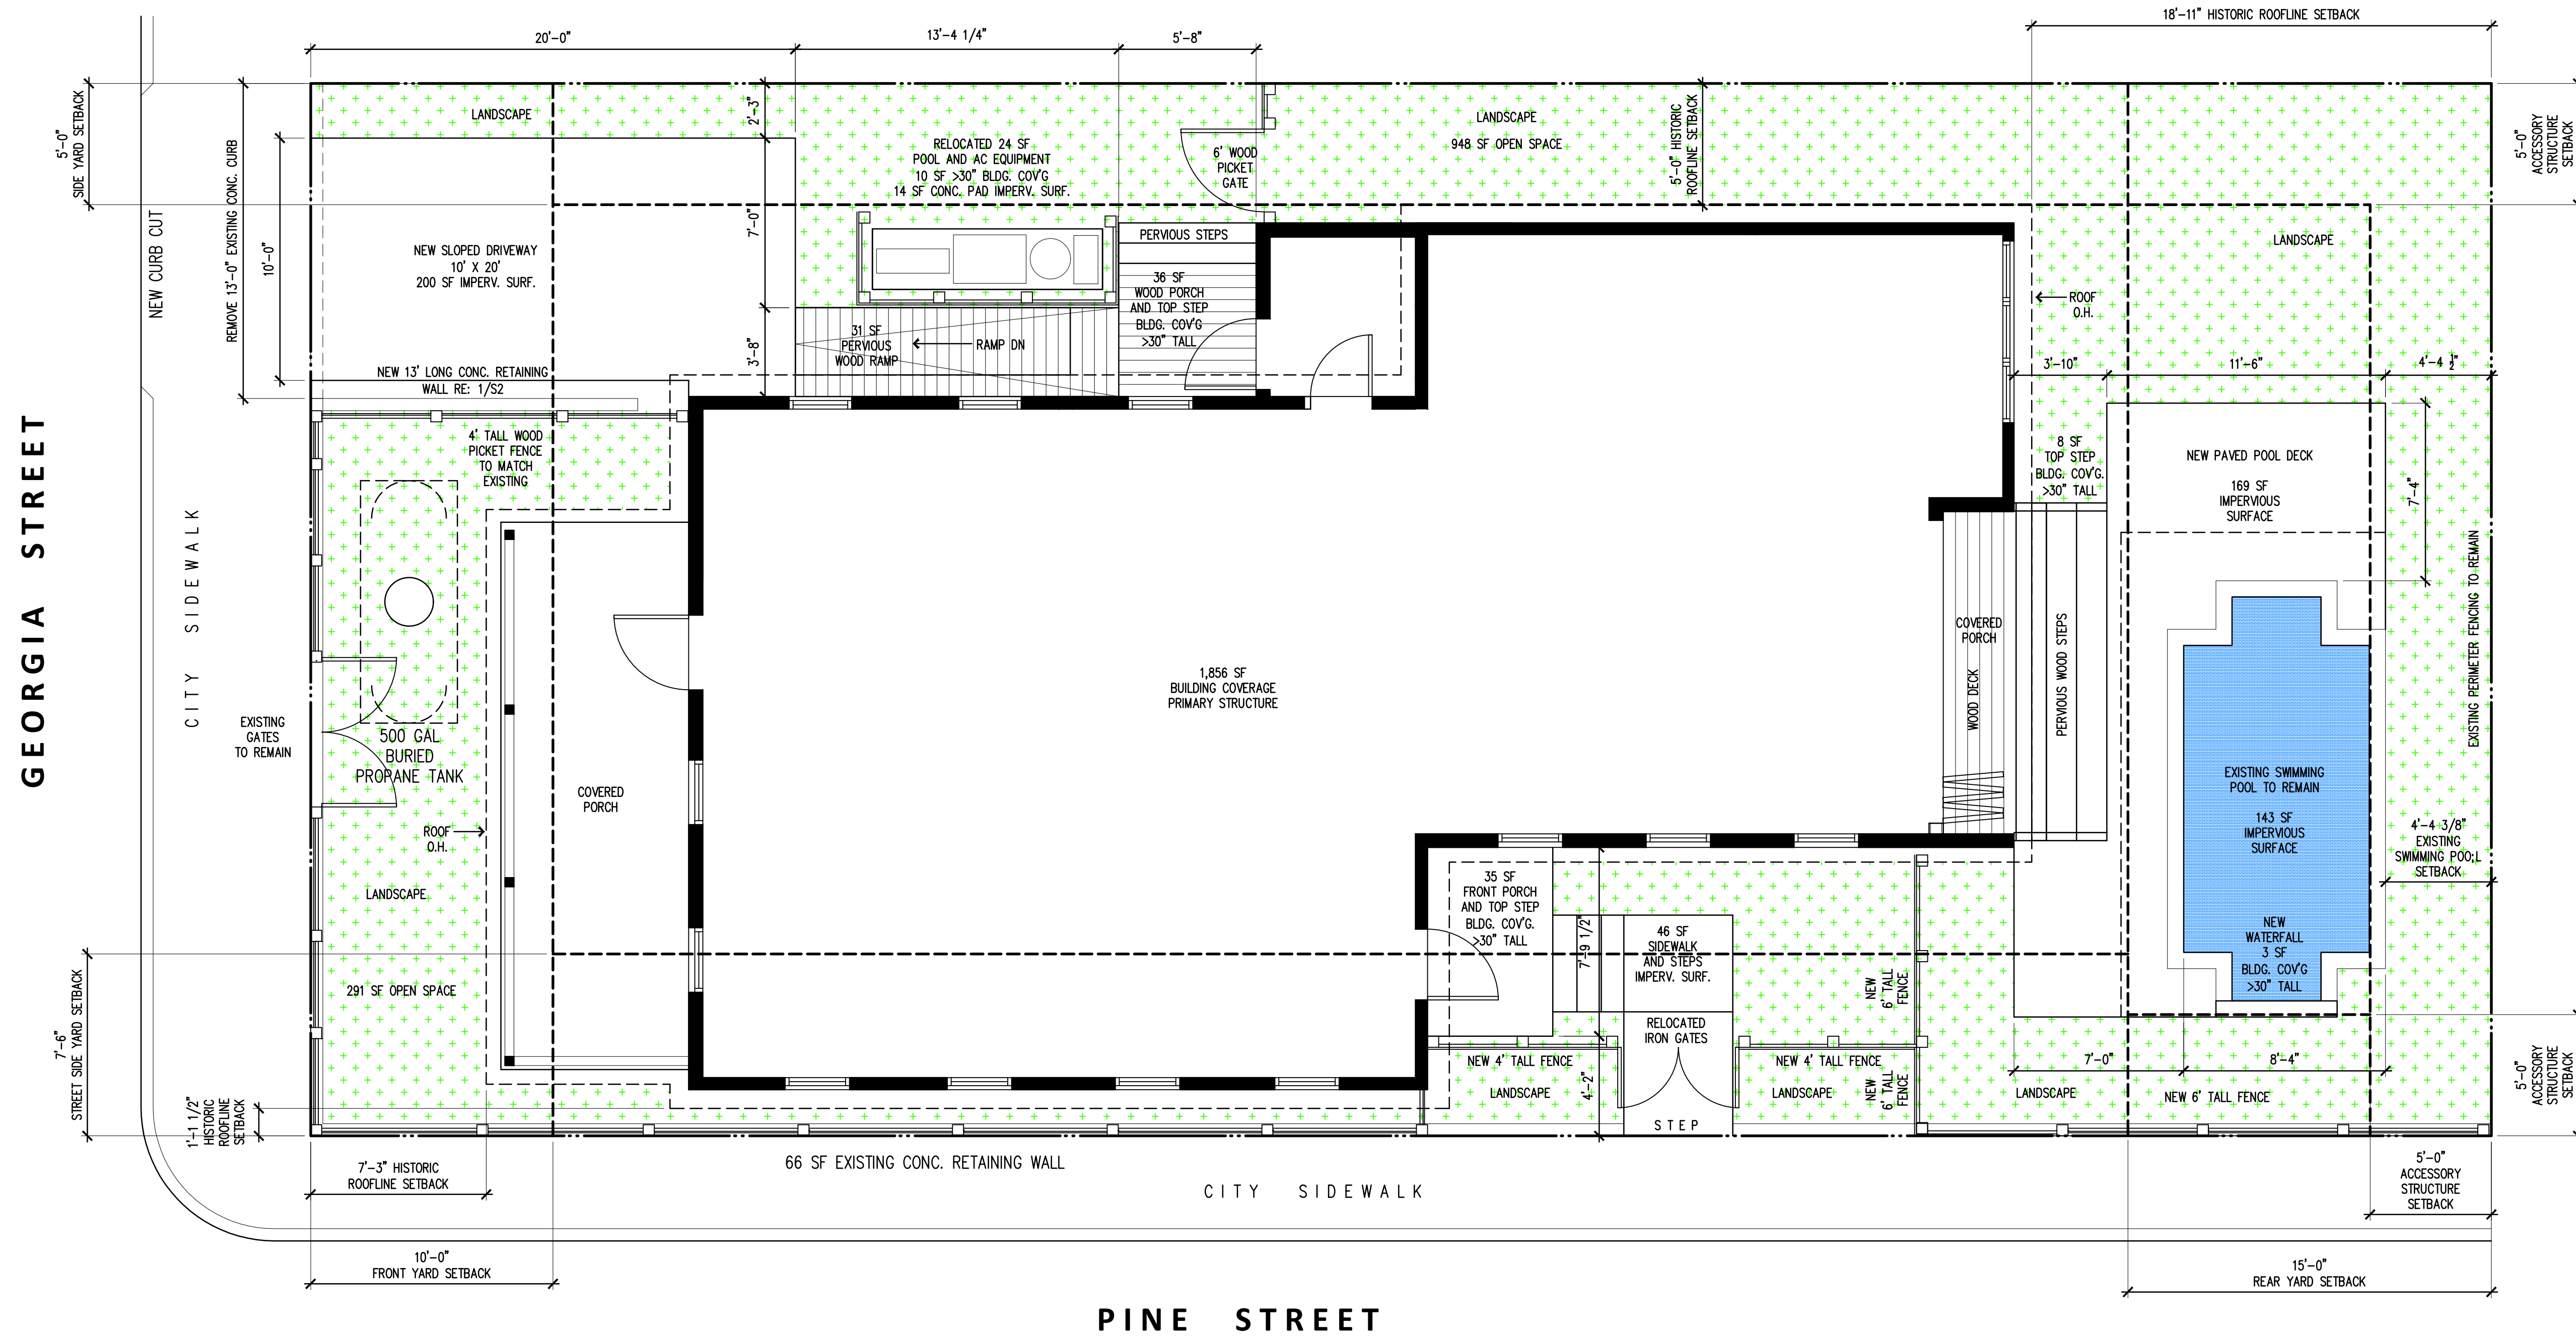 18'-11" HISTORIC ROOFLINE SETBACK
20'-0"
13'-4 1/4"
5'-8"
5'-0"
SIDE YARD SETBACK
NEW CURB CUT
REMOVE 13'-0" EXISTING CONC. CURB
10'-0"
LANDSCAPE
2'-3"
7'-0"
3'-8"
RELOCATED 24 SF
POOL AND AC EQUIPMENT
10 SF >30" BLDG. COV'G
14 SF CONC. PAD IMPERV. SURF.
6' WOOD
PICKET
GATE
LANDSCAPE
948 SF OPEN SPACE
5'-0" HISTORIC
ROOFLINE SETBACK
5'-0"
ACCESSORY
STRUCTURE
SETBACK
NEW SLOPED DRIVEWAY
10' X 20'
200 SF IMPERV. SURF.
PERVIOUS STEPS
36 SF
WOOD PORCH
AND TOP STEP
BLDG. COV'G
>30" TALL
31 SF
PERVIOUS
WOOD RAMP
RAMP DN
LANDSCAPE
ROOF
O.H.
3'-10"
11'-6"
4'-4 1/2"
NEW 13' LONG CONC. RETAINING
WALL RE: 1/S2
4' TALL WOOD
PICKET FENCE
TO MATCH
EXISTING
8 SF
TOP STEP
BLDG. COV'G.
>30" TALL
NEW PAVED POOL DECK
169 SF
IMPERVIOUS
SURFACE
7'-4"
GEORGIA STREET
CITY SIDEWALK
EXISTING
GATES
TO REMAIN
500 GAL
BURIED
PROPANE TANK
COVERED
PORCH
ROOF
O.H.
LANDSCAPE
291 SF OPEN SPACE
1,856 SF
BUILDING COVERAGE
PRIMARY STRUCTURE
COVERED
PORCH
WOOD DECK
PERVIOUS WOOD STEPS
EXISTING PERIMETER FENCING TO REMAIN
EXISTING SWIMMING
POOL TO REMAIN
143 SF
IMPERVIOUS
SURFACE
4'-4 3/8"
EXISTING
SWIMMING POO;L
SETBACK
NEW
WATERFALL
3 SF
BLDG. COV'G
>30" TALL
35 SF
FRONT PORCH
AND TOP STEP
BLDG. COV'G.
>30" TALL
7'-9 1/2"
46 SF
SIDEWALK
AND STEPS
IMPERV. SURF.
NEW
6' TALL
FENCE
RELOCATED
IRON GATES
NEW 4' TALL FENCE
LANDSCAPE
4'-2"
NEW 4' TALL FENCE
LANDSCAPE
NEW
6' TALL
FENCE
STEP
7'-0"
8'-4"
LANDSCAPE
NEW 6' TALL FENCE
5'-0"
ACCESSORY
STRUCTURE
SETBACK
7'-6"
STREET SIDE YARD SETBACK
1'-1 1/2"
HISTORIC
ROOFLINE
SETBACK
7'-3" HISTORIC
ROOFLINE SETBACK
66 SF EXISTING CONC. RETAINING WALL
CITY SIDEWALK
5'-0"
ACCESSORY
STRUCTURE
SETBACK
10'-0"
FRONT YARD SETBACK
15'-0"
REAR YARD SETBACK
PINE STREET